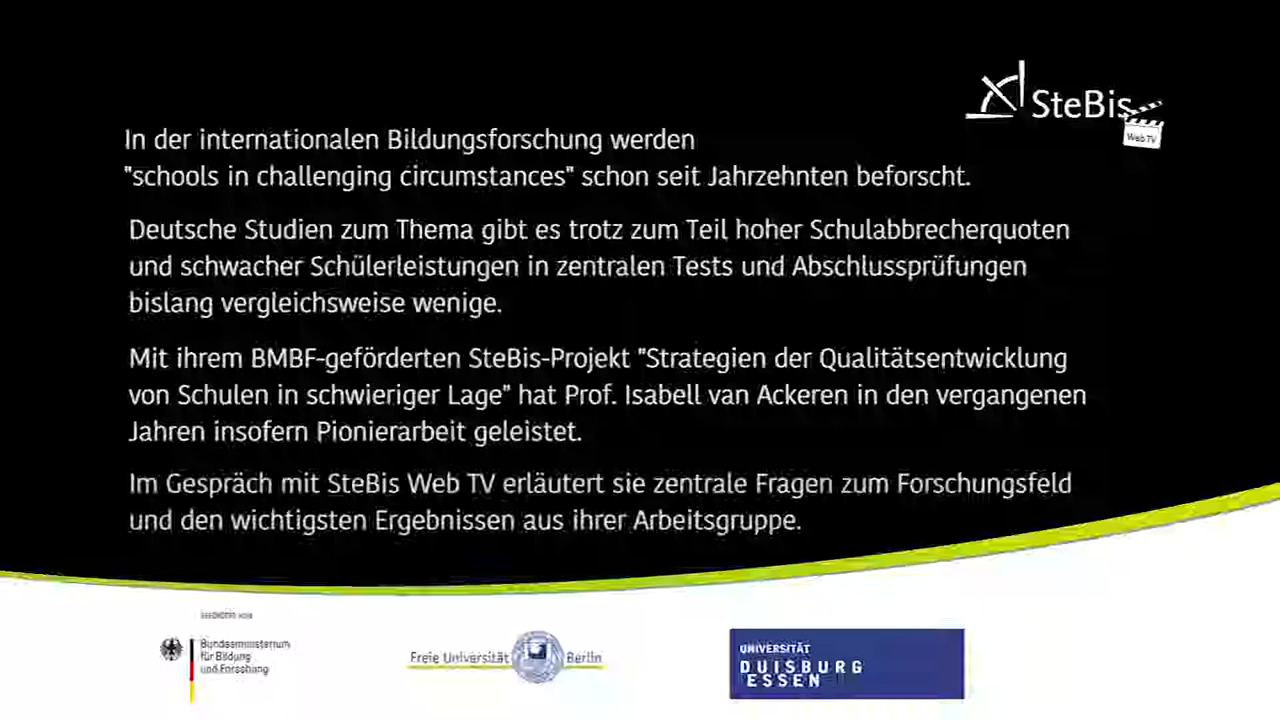 SteBis
Web TV
In der internationalen Bildungsforschung werden
"schools in challenging circumstances" schon seit Jahrzehnten beforscht.
Deutsche Studien zum Thema gibt es trotz zum Teil hoher Schulabbrecherquoten
und schwacher Schülerleistungen in zentralen Tests und Abschlussprüfungen
bislang vergleichsweise wenige.
Mit ihrem BMBF-geförderten SteBis-Projekt "Strategien der Qualitätsentwicklung
von Schulen in schwieriger Lage" hat Prof. Isabell van Ackeren in den vergangenen
Jahren insofern Pionierarbeit geleistet.
Im Gespräch mit SteBis Web TV erläutert sie zentrale Fragen zum Forschungsfeld
und den wichtigsten Ergebnissen aus ihrer Arbeitsgruppe.
GEFÖRDERT VOM
Bundesministerium
für Bildung
und Forschung
Freie Universität Berlin
UNIVERSITÄT
DUISBURG
ESSEN